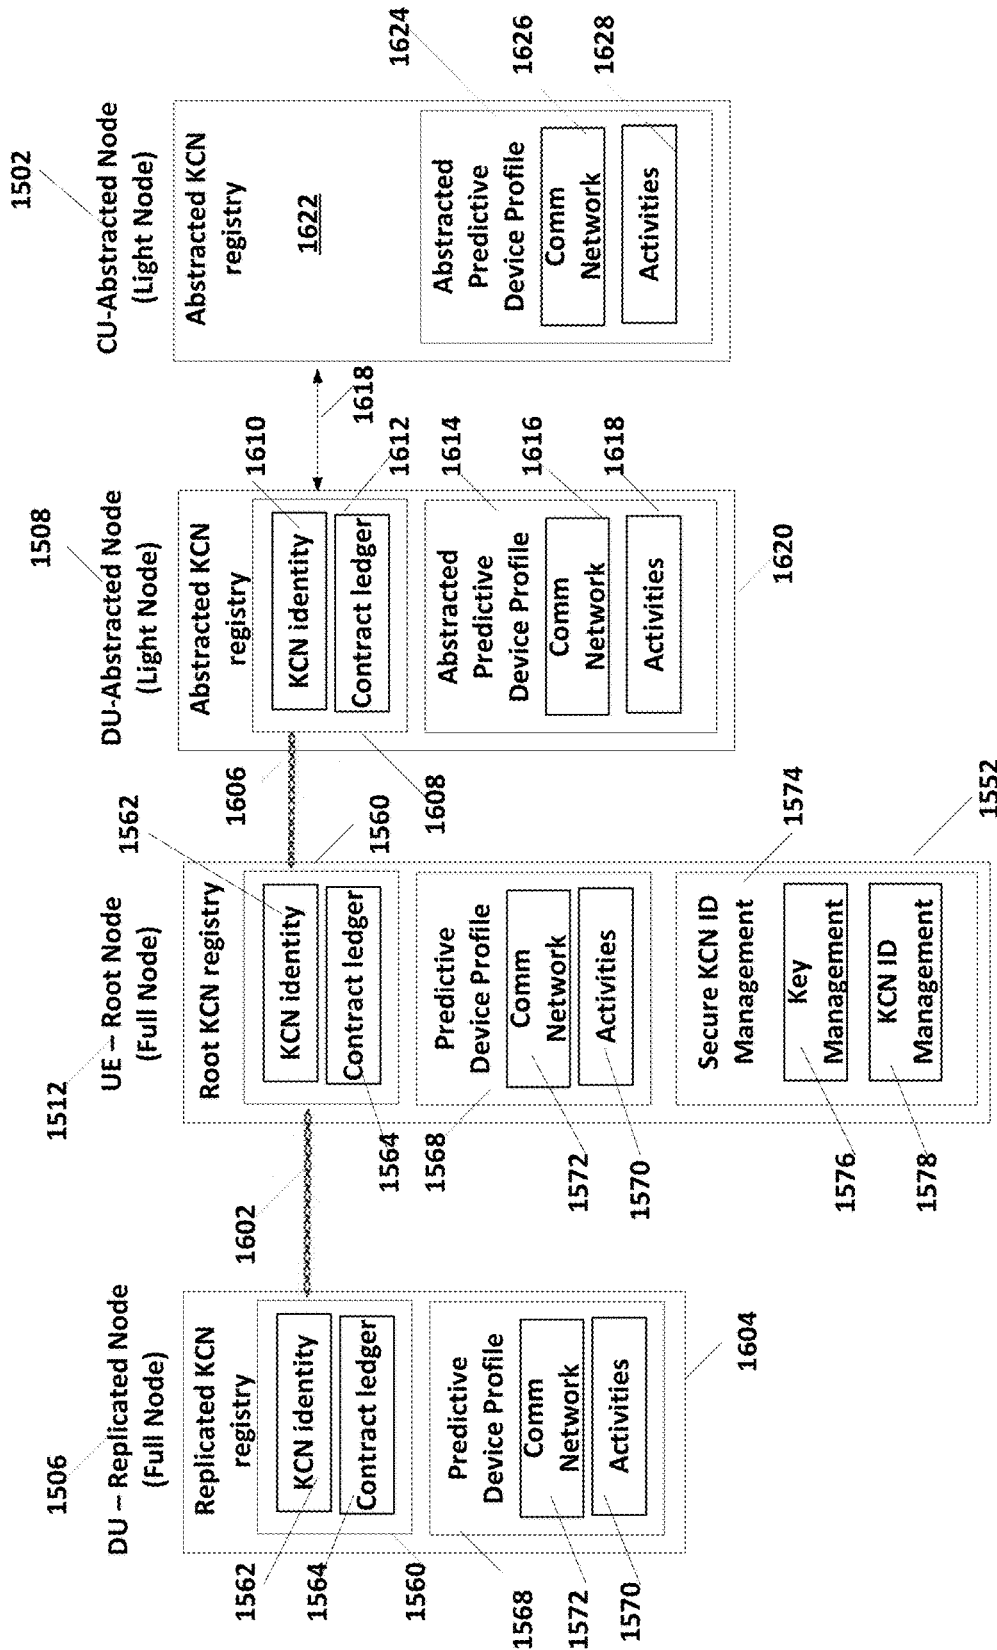 1506
DU – Replicated Node
(Full Node)
Replicated KCN
registry
KCN identity
Contract ledger
1562
1564
1560
Predictive
Device Profile
Comm
Network
Activities
1568
1572
1570
1604
1602
1512
UE – Root Node
(Full Node)
Root KCN registry
KCN identity
Contract ledger
1562
1560
1564
Predictive
Device Profile
Comm
Network
Activities
1568
1572
1570
Secure KCN ID
Management
Key
Management
KCN ID
Management
1574
1576
1578
1552
1606
1508
DU-Abstracted Node
(Light Node)
Abstracted KCN
registry
KCN identity
Contract ledger
1610
1612
1608
Abstracted
Predictive
Device Profile
Comm
Network
Activities
1614
1616
1618
1620
1618
1502
CU-Abstracted Node
(Light Node)
Abstracted KCN
registry
1622
Abstracted
Predictive
Device Profile
Comm
Network
Activities
1624
1626
1628